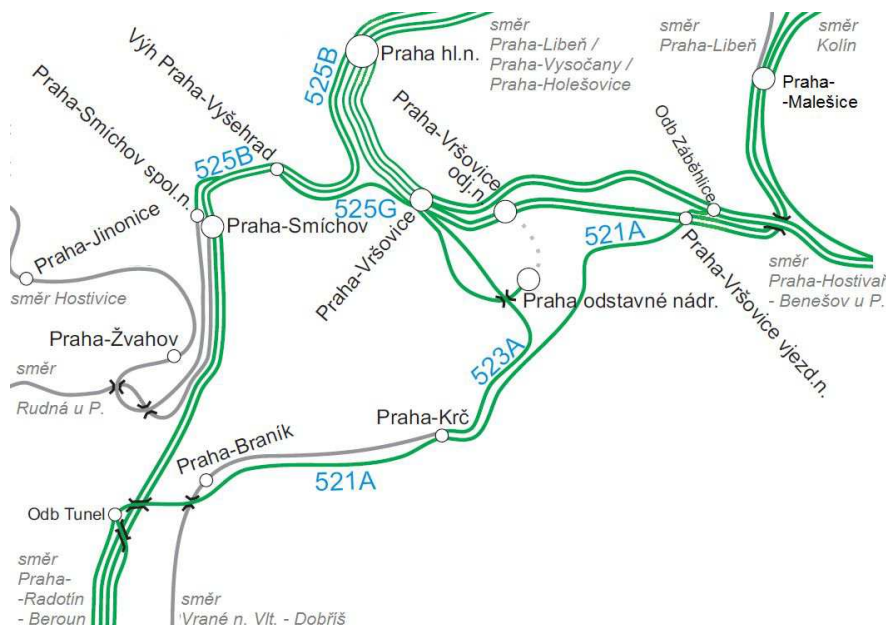 směr
Praha-Libeň /
Praha-Vysočany /
Praha-Holešovice
směr
Praha-Libeň
směr
Kolín
Praha hl.n.
525B
Výh Praha-Vyšehrad
Praha-Smíchov spol.n.
525B
Praha-
-Malešice
Praha-Vršovice
odj.n.
Odb Záběhlice
525G
Praha-Smíchov
Praha-Jinonice
Praha-Vršovice
521A
Praha-Vršovice vjezd.n.
směr
Praha-Hostivař
- Benešov u P.
směr Hostivice
Praha odstavné nádr.
Praha-Žvahov
523A
směr
Rudná u P.
Praha-Krč
Praha-Braník
521A
Odb Tunel
směr
Praha-
-Radotín
- Beroun
směr
Vrané n. Vlt. - Dobříš